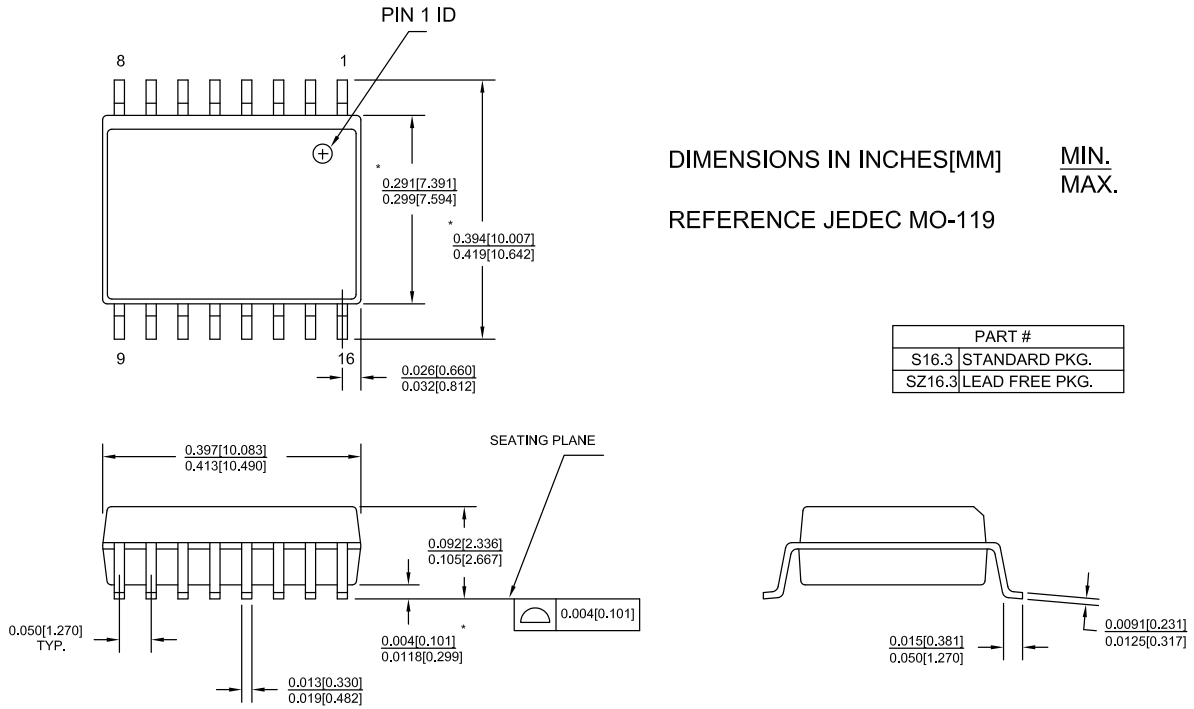 PIN 1 ID
8
1
*
0.291[7.391]
0.299[7.594]
*
0.394[10.007]
0.419[10.642]
9
16
0.026[0.660]
0.032[0.812]
DIMENSIONS IN INCHES[MM]
MIN.
MAX.
REFERENCE JEDEC MO-119
PART #
S16.3 STANDARD PKG.
SZ16.3 LEAD FREE PKG.
0.397[10.083]
0.413[10.490]
SEATING PLANE
0.092[2.336]
0.105[2.667]
0.004[0.101]
0.050[1.270]
TYP.
*
0.004[0.101]
0.0118[0.299]
0.013[0.330]
0.019[0.482]
0.015[0.381]
0.050[1.270]
0.0091[0.231]
0.0125[0.317]